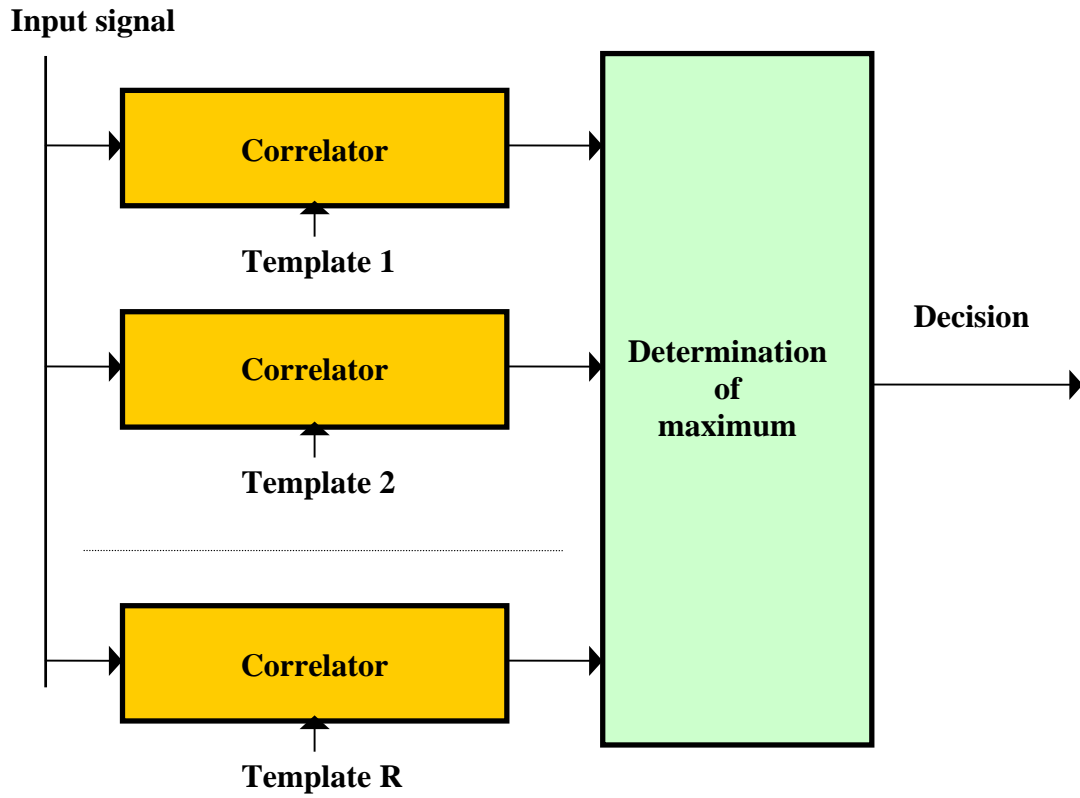 Input signal
Correlator
Template 1
Correlator
Template 2
Correlator
Template R
Determination
of
maximum
Decision